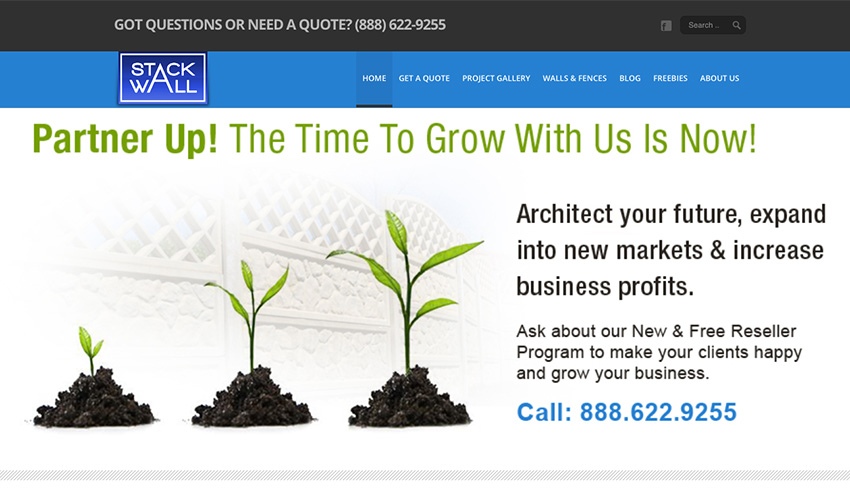 GOT QUESTIONS OR NEED A QUOTE? (888) 622-9255
Search ..
STACK
WALL
HOME GET A QUOTE PROJECT GALLERY WALLS & FENCES BLOG FREEBIES ABOUT US
Partner Up! The Time To Grow With Us Is Now!
Architect your future, expand
into new markets & increase
business profits.
Ask about our New & Free Reseller
Program to make your clients happy
and grow your business.
Call: 888.622.9255